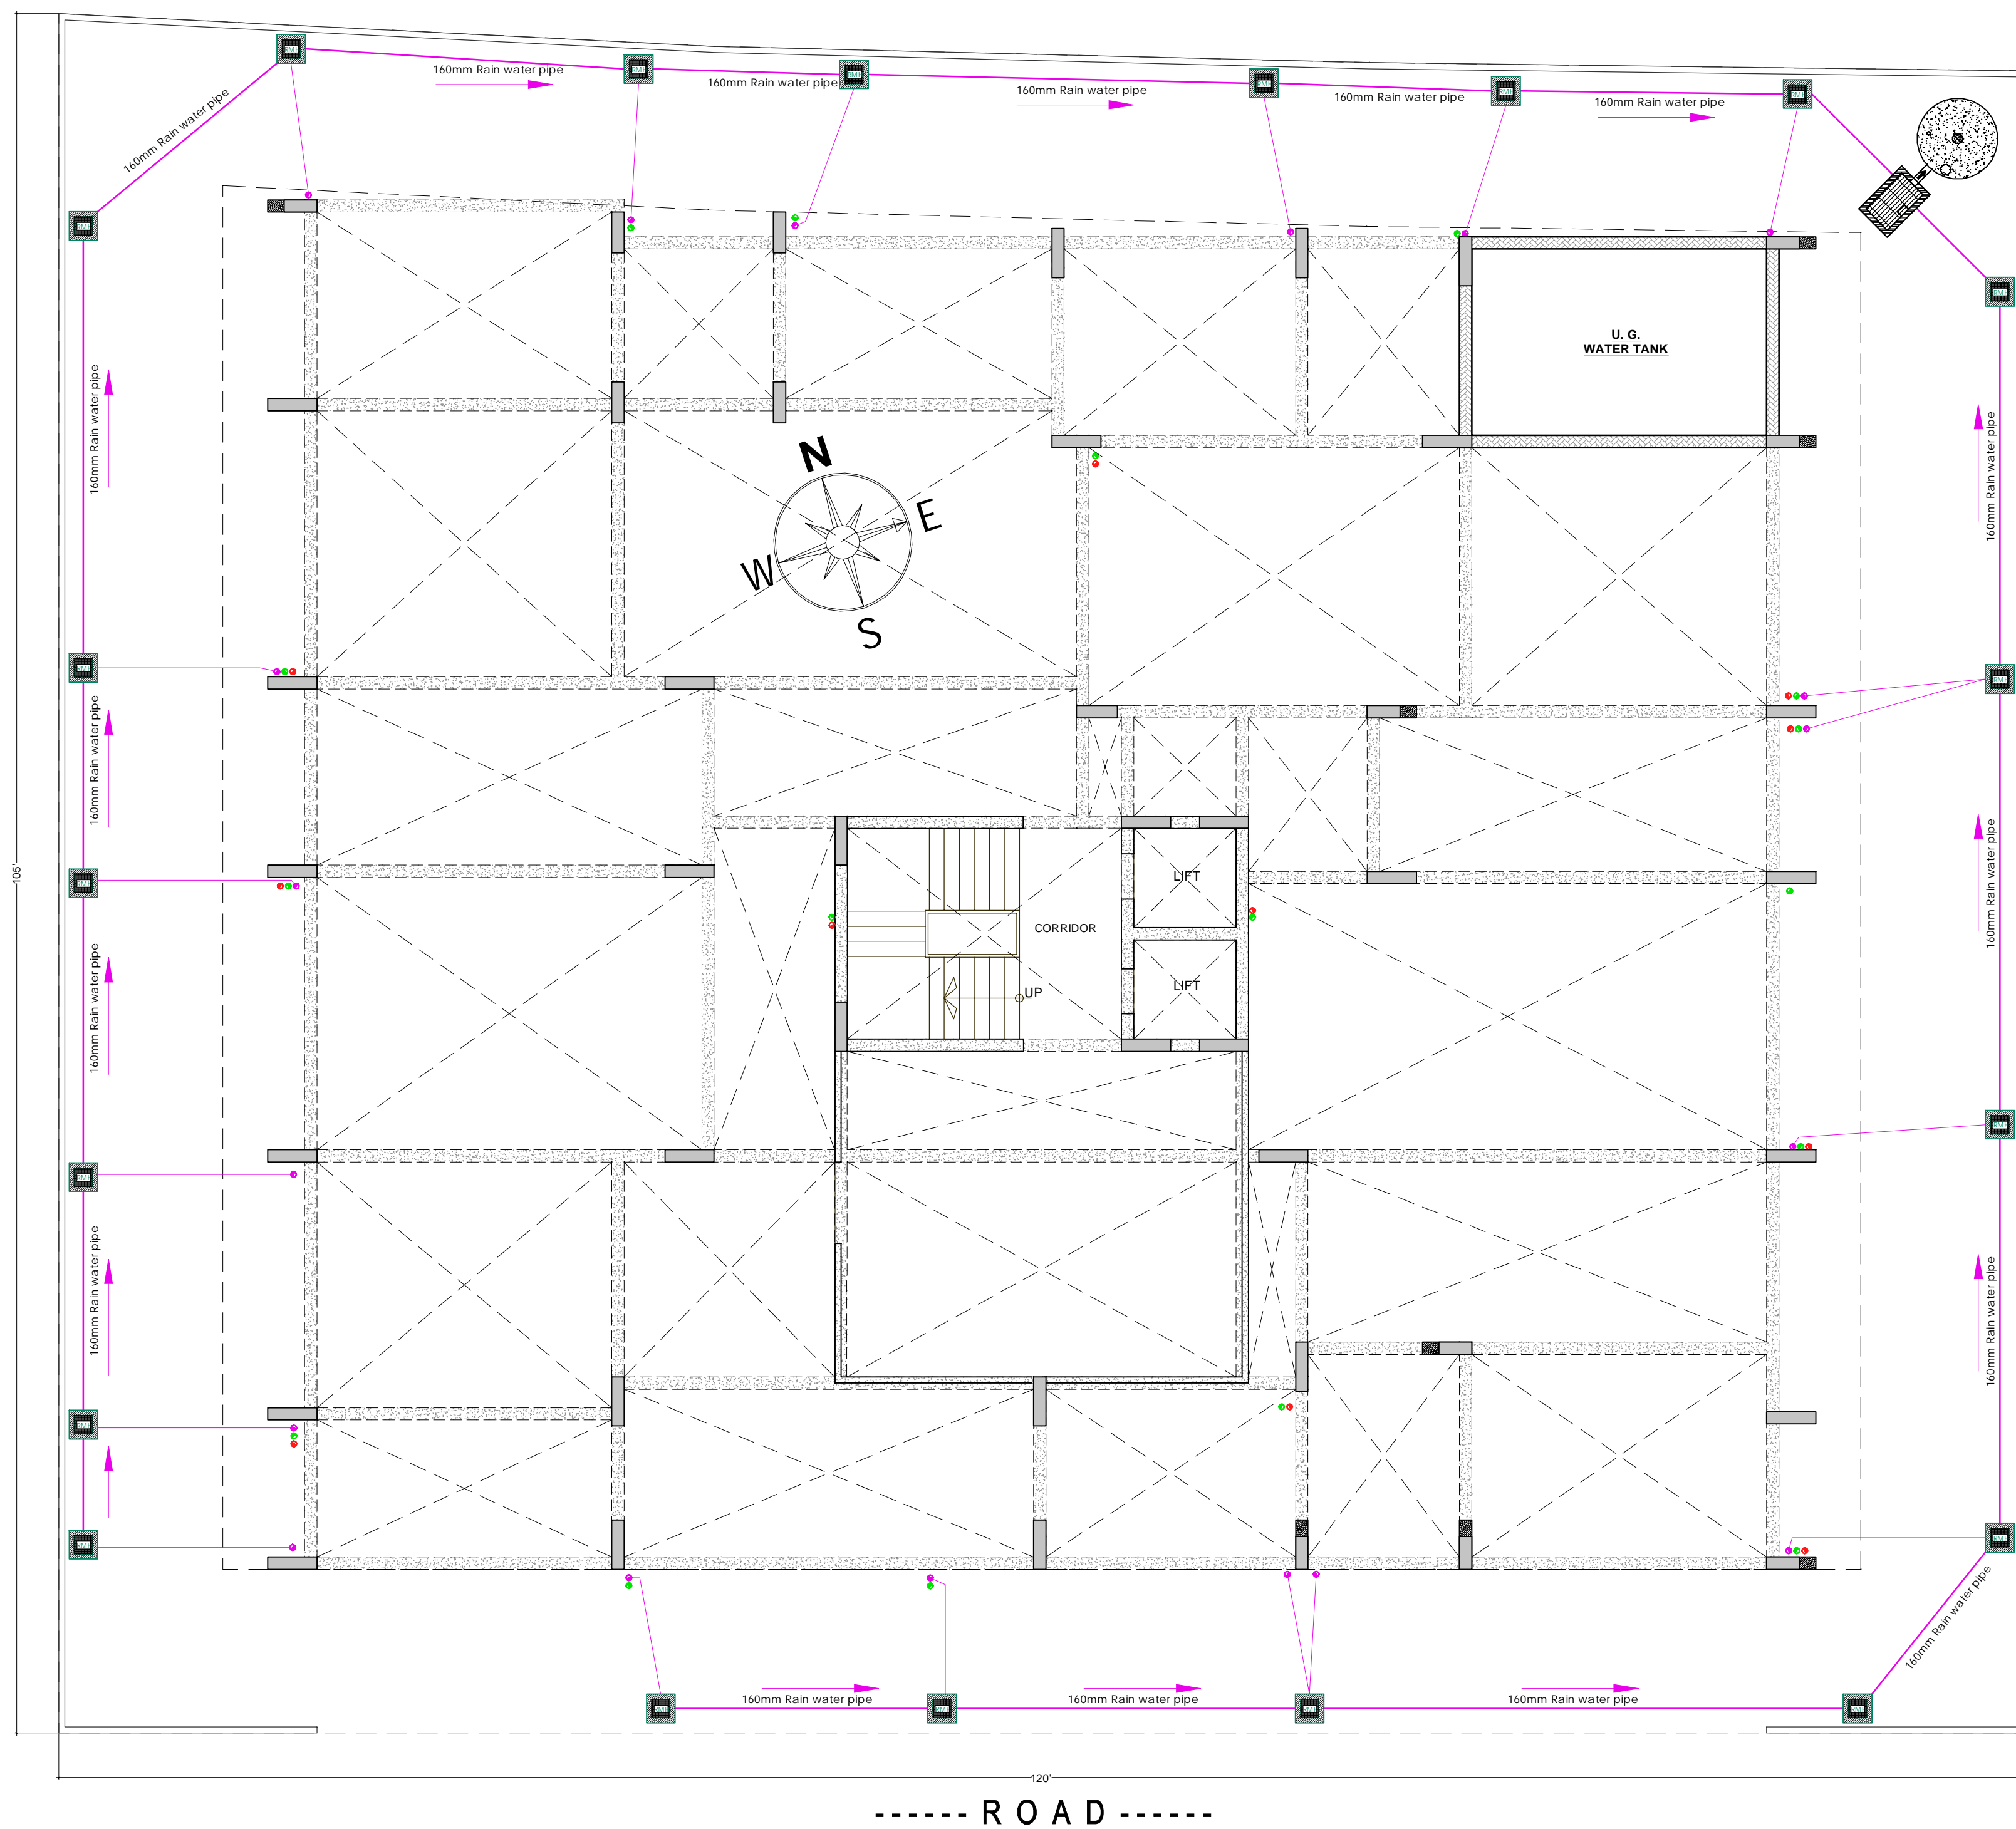 160mm Rain water pipe
160mm Rain water pipe
160mm Rain water pipe
160mm Rain water pipe
160mm Rain water pipe
160mm Rain water pipe
U. G.
WATER TANK
160mm Rain water pipe
160mm Rain water pipe
N
E
W
S
160mm Rain water pipe
105'
LIFT
160mm Rain water pipe
CORRIDOR
LIFT
UP
160mm Rain water pipe
160mm Rain water pipe
160mm Rain water pipe
160mm Rain water pipe
160mm Rain water pipe
160mm Rain water pipe
160mm Rain water pipe
120'
------ROAD------